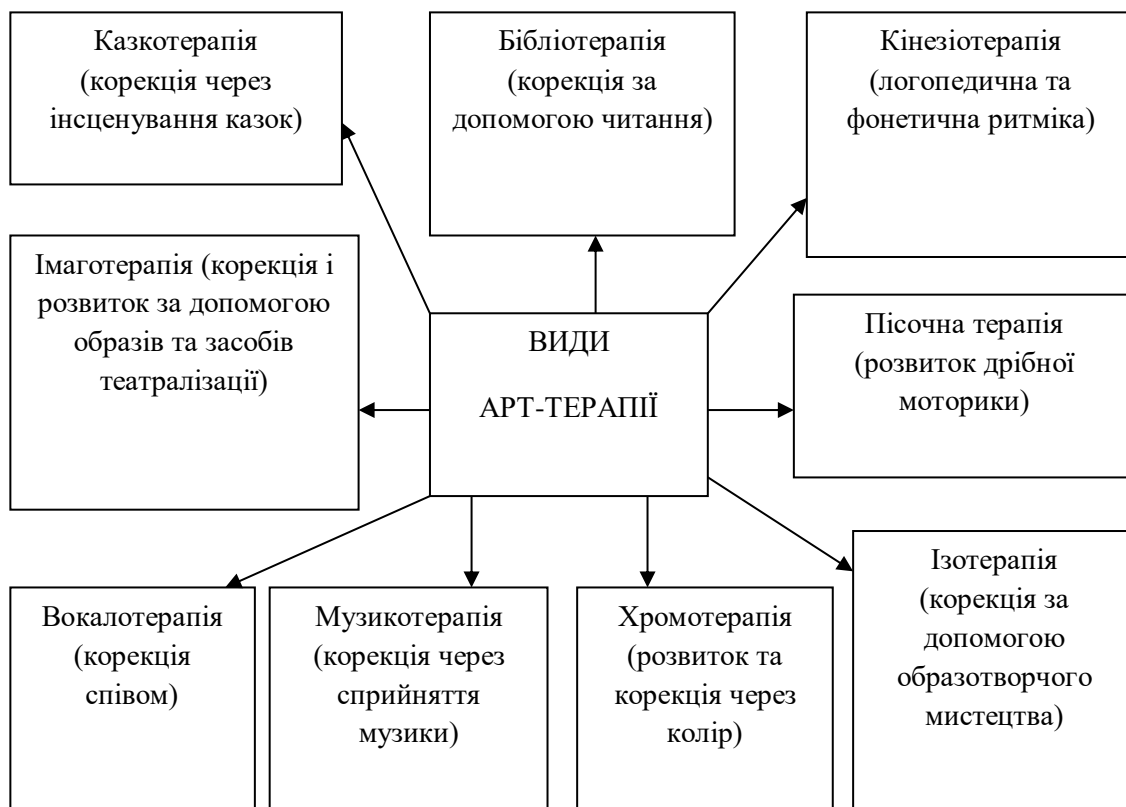 Казкотерапія
(корекція через
інсценування казок)
Бібліотерапія
(корекція за
допомогою читання)
Кінезіотерапія
(логопедична та
фонетична ритміка)
Імаготерапія (корекція і
розвиток за допомогою
образів та засобів
театралізації)
ВИДИ
АРТ-ТЕРАПІЇ
Пісочна терапія
(розвиток дрібної
моторики)
Вокалотерапія
(корекція
співом)
Музикотерапія
(корекція через
сприйняття
музики)
Хромотерапія
(розвиток та
корекція через
колір)
Ізотерапія
(корекція за
допомогою
образотворчого
мистецтва)